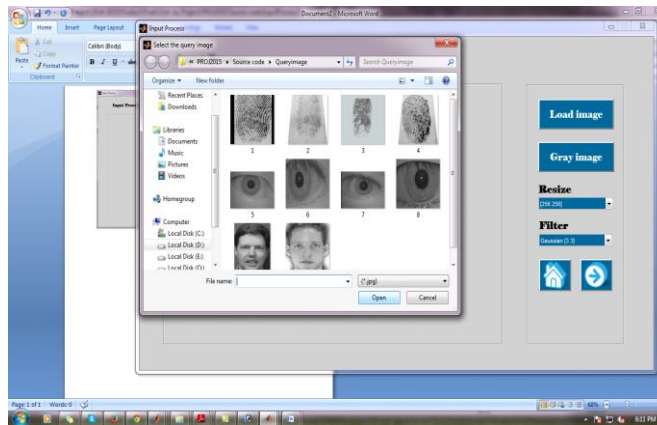 Document2 - Microsoft Word
Home Insert Page Layout
Cut
Copy
Paste
Format Painter
Clipboard
Calibri (Body)
B I U
Input Process
Select the query image
PROJ2015 Source code Queryimage
Search Queryimage
Organize New folder
Recent Places
Downloads
Libraries
Documents
Music
Pictures
Videos
Homegroup
Computer
Local Disk (C:)
Local Disk (D:)
Local Disk (E:)
1 2 3 4
5 6 7 8
File name:
(*.jpg)
Open Cancel
Load image
Gray image
Resize
[256 256]
Filter
Gaussian [3 3]
Page: 1 of 1 Words: 0
60%
6:11 PM